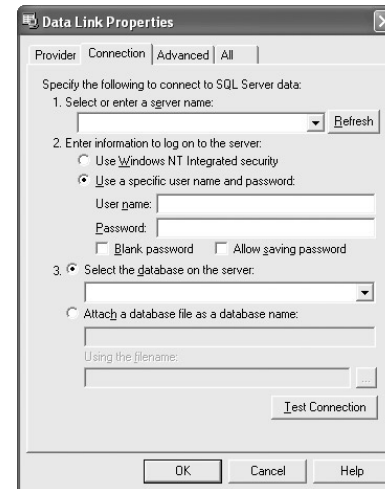 Data Link Properties
Provider Connection Advanced All
Specify the following to connect to SQL Server data:
1. Select or enter a server name:
Refresh
2. Enter information to log on to the server:
Use Windows NT Integrated security
Use a specific user name and password:
User name:
Password:
Blank password Allow saving password
3. Select the database on the server:
Attach a database file as a database name:
Using the filename:
...
Test Connection
OK Cancel Help